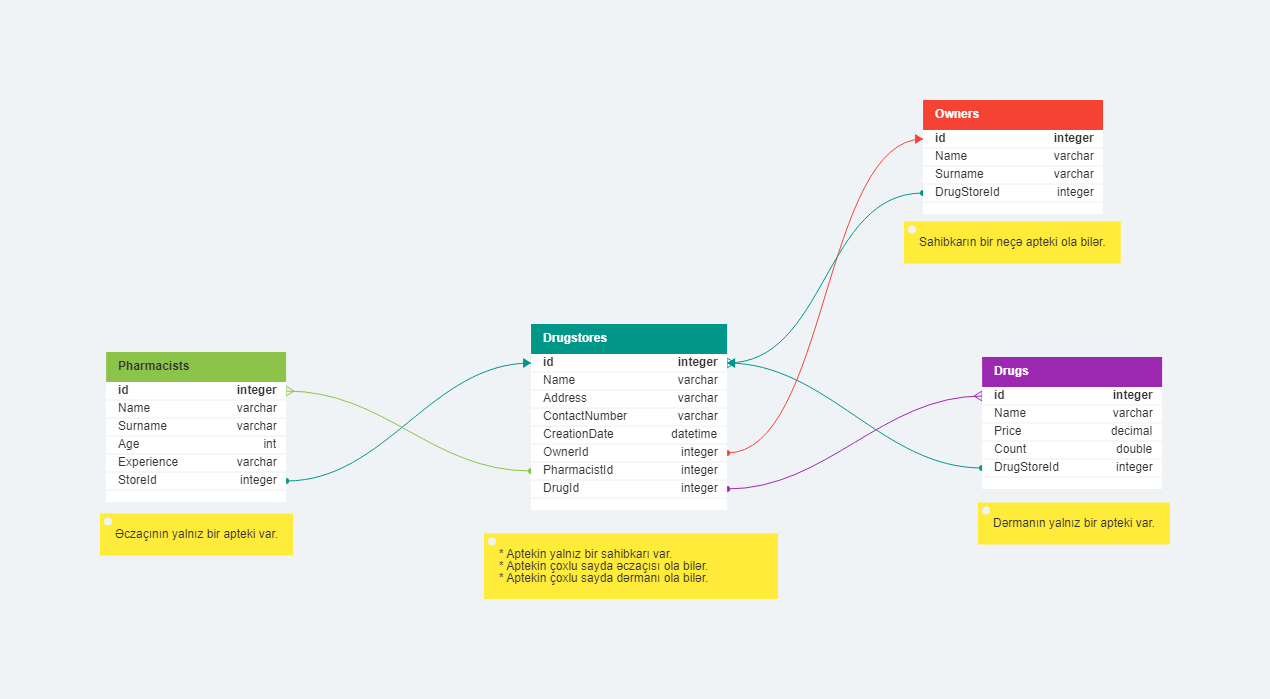 Owners
id integer
Name varchar
Surname varchar
DrugStoreId integer
Sahibkarın bir neçə apteki ola bilər.
Drugstores
id integer
Name varchar
Address varchar
ContactNumber varchar
CreationDate datetime
OwnerId integer
PharmacistId integer
DrugId integer
* Aptekin yalnız bir sahibkarı var.
* Aptekin çoxlu sayda əczaçısı ola bilər.
* Aptekin çoxlu sayda dərmanı ola bilər.
Pharmacists
id integer
Name varchar
Surname varchar
Age int
Experience varchar
StoreId integer
Əczaçının yalnız bir apteki var.
Drugs
id integer
Name varchar
Price decimal
Count double
DrugStoreId integer
Dərmanın yalnız bir apteki var.